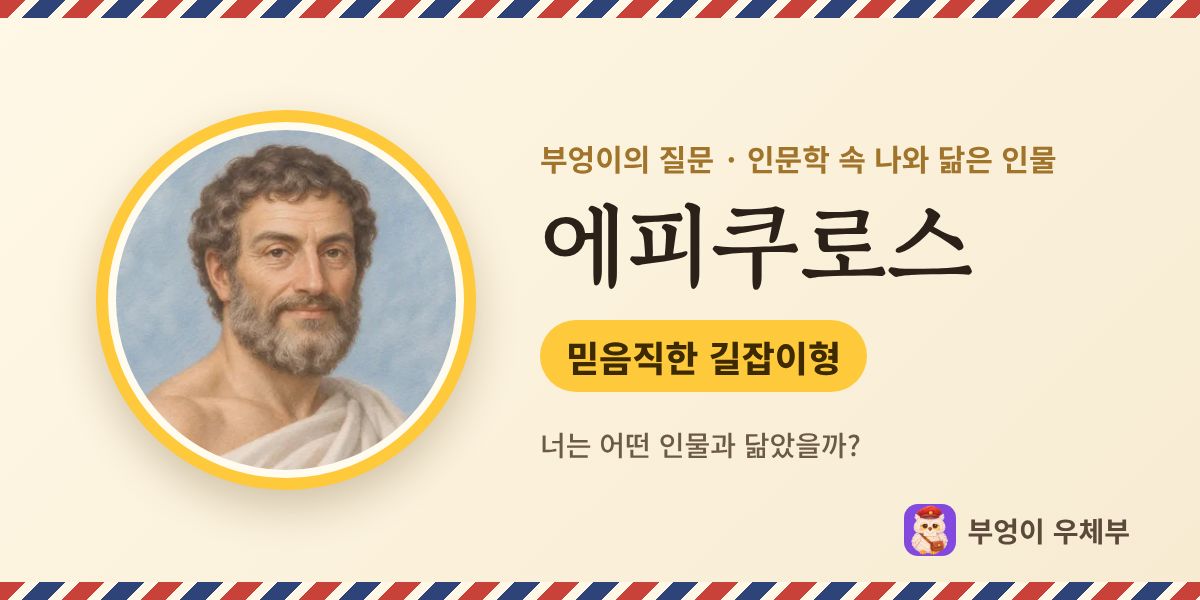 부엉이의 질문 · 인문학 속 나와 닮은 인물
에피쿠로스
믿음직한 길잡이형
너는 어떤 인물과 닮았을까?
부엉이 우체부